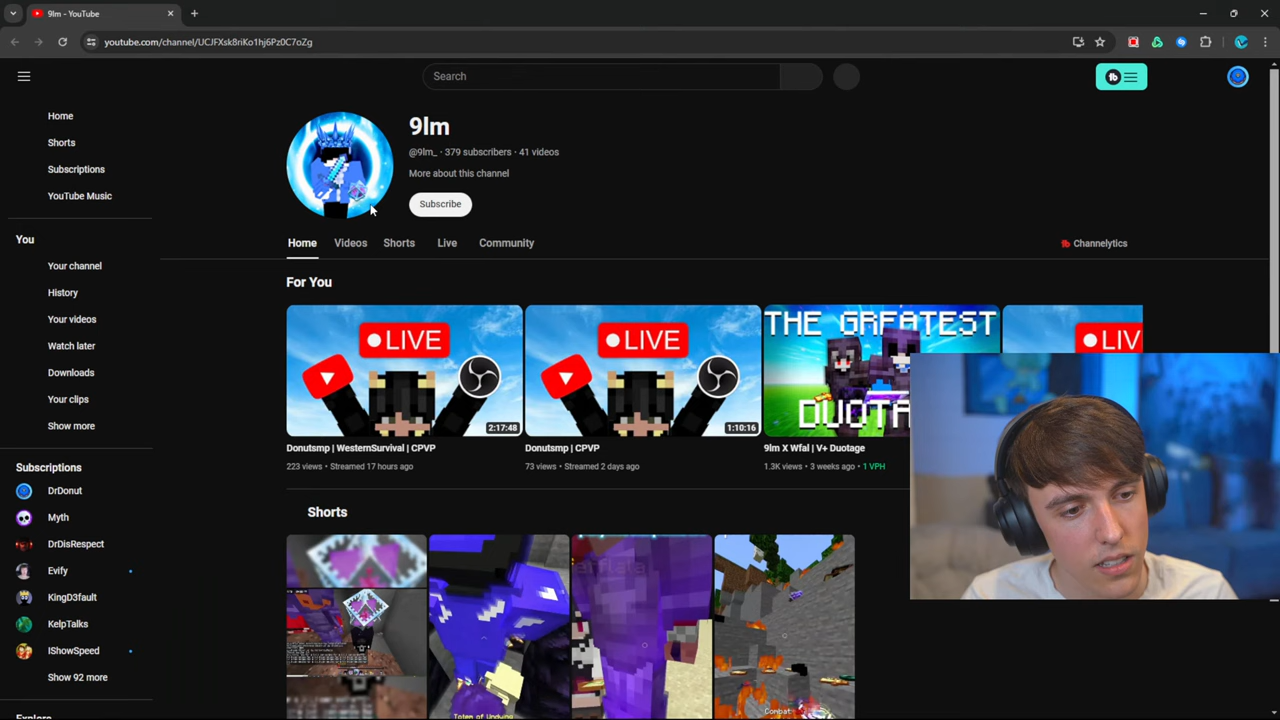 9lm - YouTube
youtube.com/channel/UCJFXsk8riKo1hj6Pz0C7oZg
Search
Home
Shorts
Subscriptions
YouTube Music
You
Your channel
History
Your videos
Watch later
Downloads
Your clips
Show more
Subscriptions
DrDonut
Myth
DrDisRespect
Evify
KingD3fault
KelpTalks
IShowSpeed
Show 92 more
9lm
@9lm_ · 379 subscribers · 41 videos
More about this channel
Subscribe
Home Videos Shorts Live Community
Channelytics
For You
LIVE
2:17:48
Donutsmp | WesternSurvival | CPVP
223 views · Streamed 17 hours ago
LIVE
1:10:16
Donutsmp | CPVP
73 views · Streamed 2 days ago
THE GREATEST
DUOTA
9lm X Wfal | V+ Duotage
1.3K views · 3 weeks ago · 1 VPH
LIV
Shorts
Totem of Undying
Combat